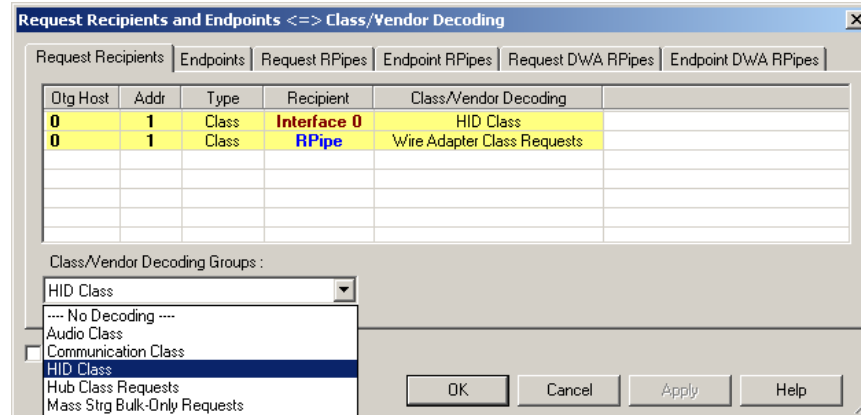 Request Recipients and Endpoints <=> Class/Vendor Decoding
Request Recipients Endpoints Request RPipes Endpoint RPipes Request DWA RPipes Endpoint DWA RPipes
Otg Host Addr Type Recipient Class/Vendor Decoding
0 1 Class Interface 0 HID Class
0 1 Class RPipe Wire Adapter Class Requests
Class/Vendor Decoding Groups :
HID Class
---- No Decoding ----
Audio Class
Communication Class
HID Class
Hub Class Requests
Mass Strg Bulk-Only Requests
OK Cancel Apply Help